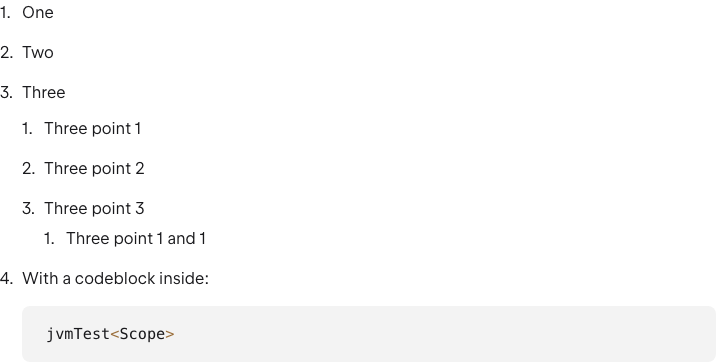 1. One
2. Two
3. Three
1. Three point 1
2. Three point 2
3. Three point 3
1. Three point 1 and 1
4. With a codeblock inside:
jvmTest<Scope>